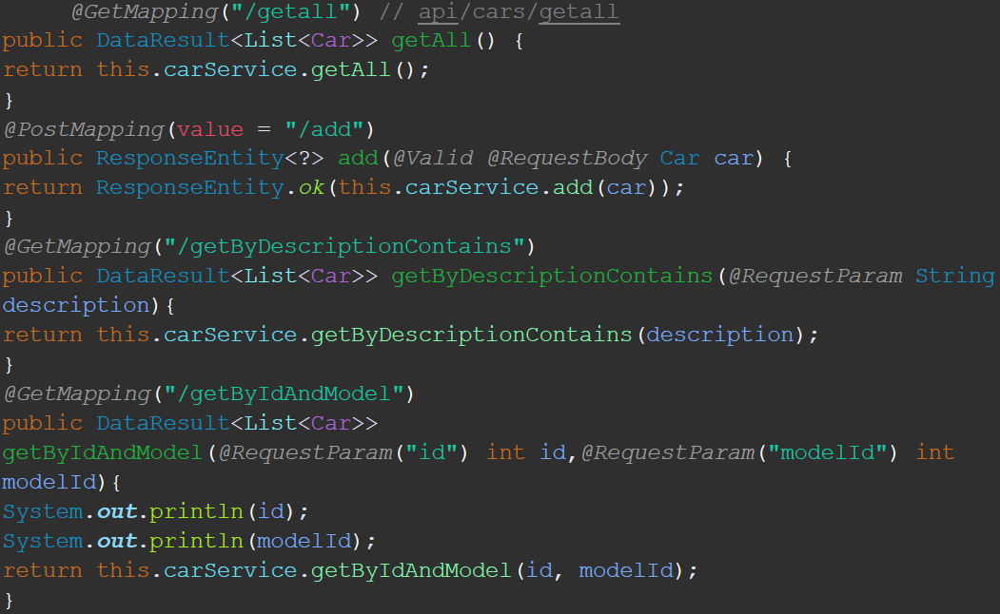 @GetMapping("/getall") // api/cars/getall
public DataResult<List<Car>> getAll() {
return this.carService.getAll();
}
@PostMapping(value = "/add")
public ResponseEntity<?> add(@Valid @RequestBody Car car) {
return ResponseEntity.ok(this.carService.add(car));
}
@GetMapping("/getByDescriptionContains")
public DataResult<List<Car>> getByDescriptionContains(@RequestParam String
description){
return this.carService.getByDescriptionContains(description);
}
@GetMapping("/getByIdAndModel")
public DataResult<List<Car>>
getByIdAndModel(@RequestParam("id") int id,@RequestParam("modelId") int
modelId){
System.out.println(id);
System.out.println(modelId);
return this.carService.getByIdAndModel(id, modelId);
}